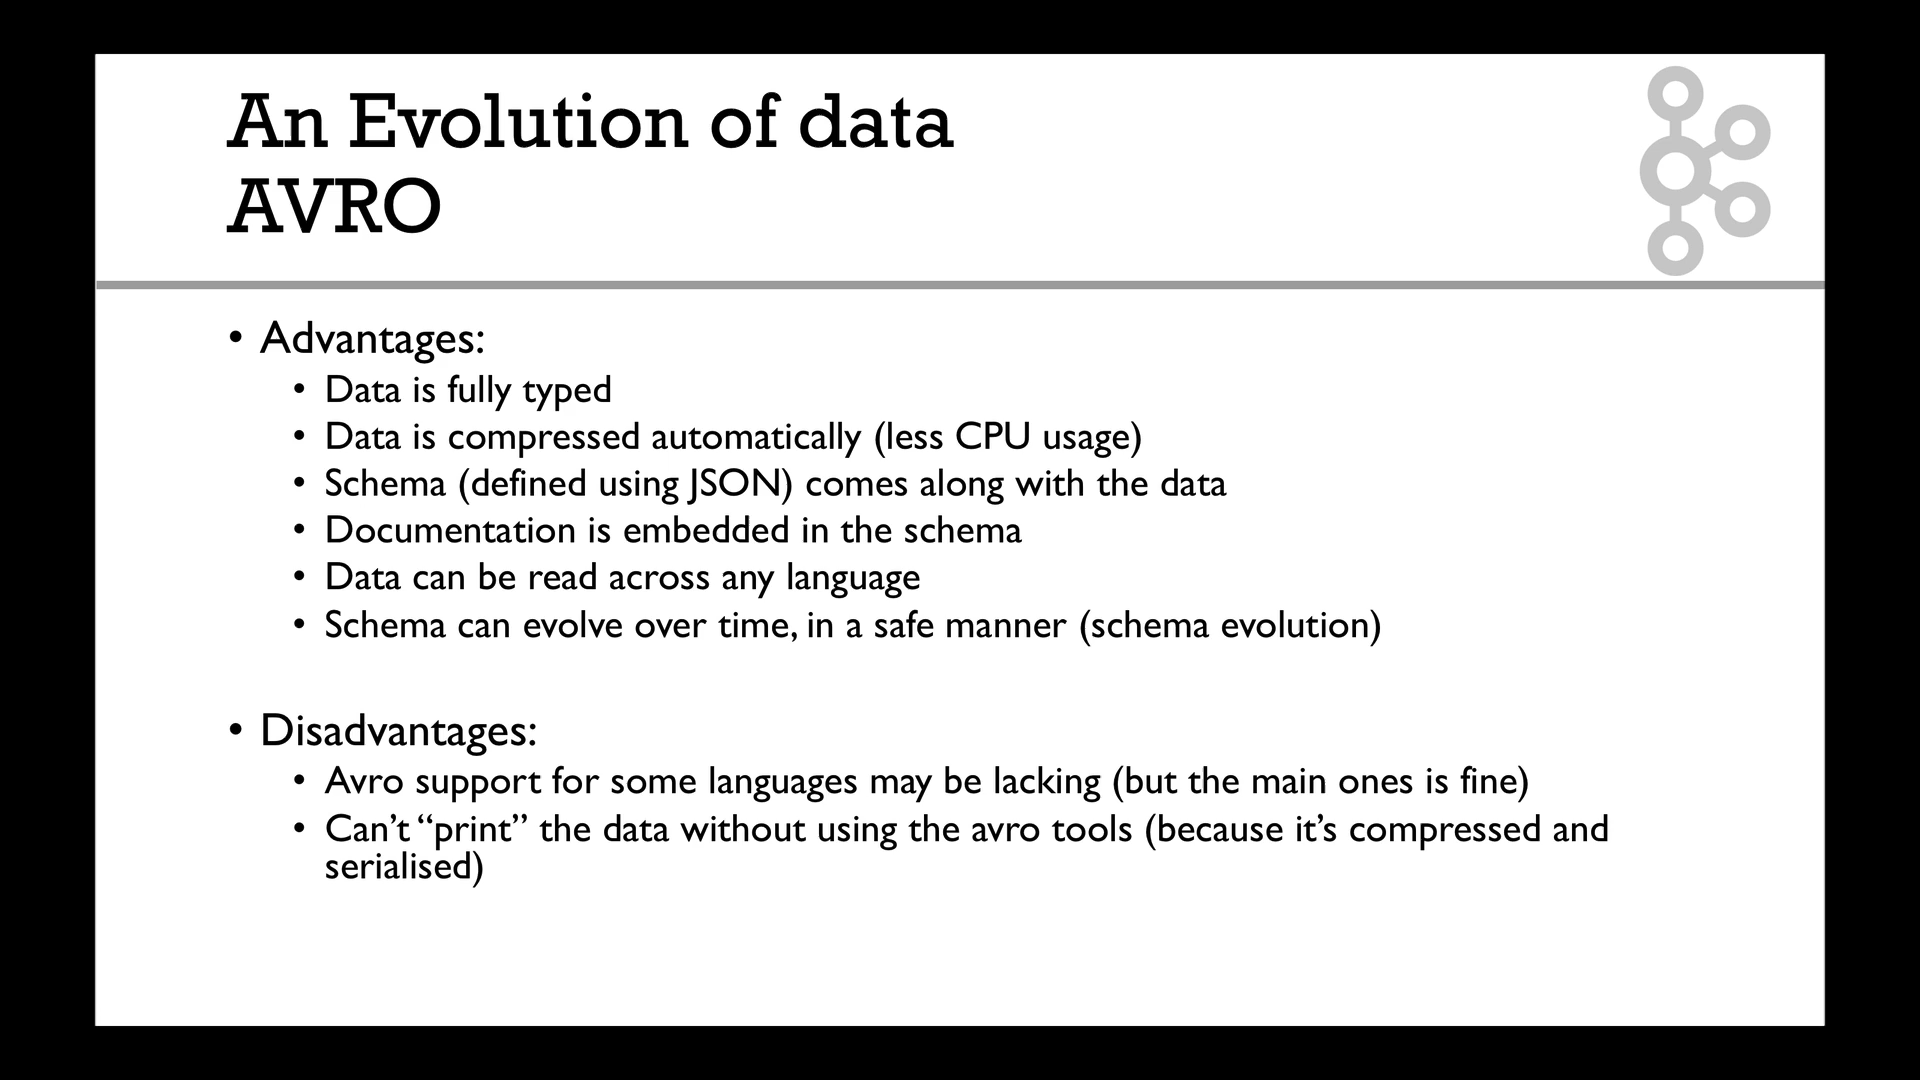 An Evolution of data
AVRO
• Advantages:
• Data is fully typed
• Data is compressed automatically (less CPU usage)
• Schema (defined using JSON) comes along with the data
• Documentation is embedded in the schema
• Data can be read across any language
• Schema can evolve over time, in a safe manner (schema evolution)
• Disadvantages:
• Avro support for some languages may be lacking (but the main ones is fine)
• Can’t “print” the data without using the avro tools (because it’s compressed and
serialised)